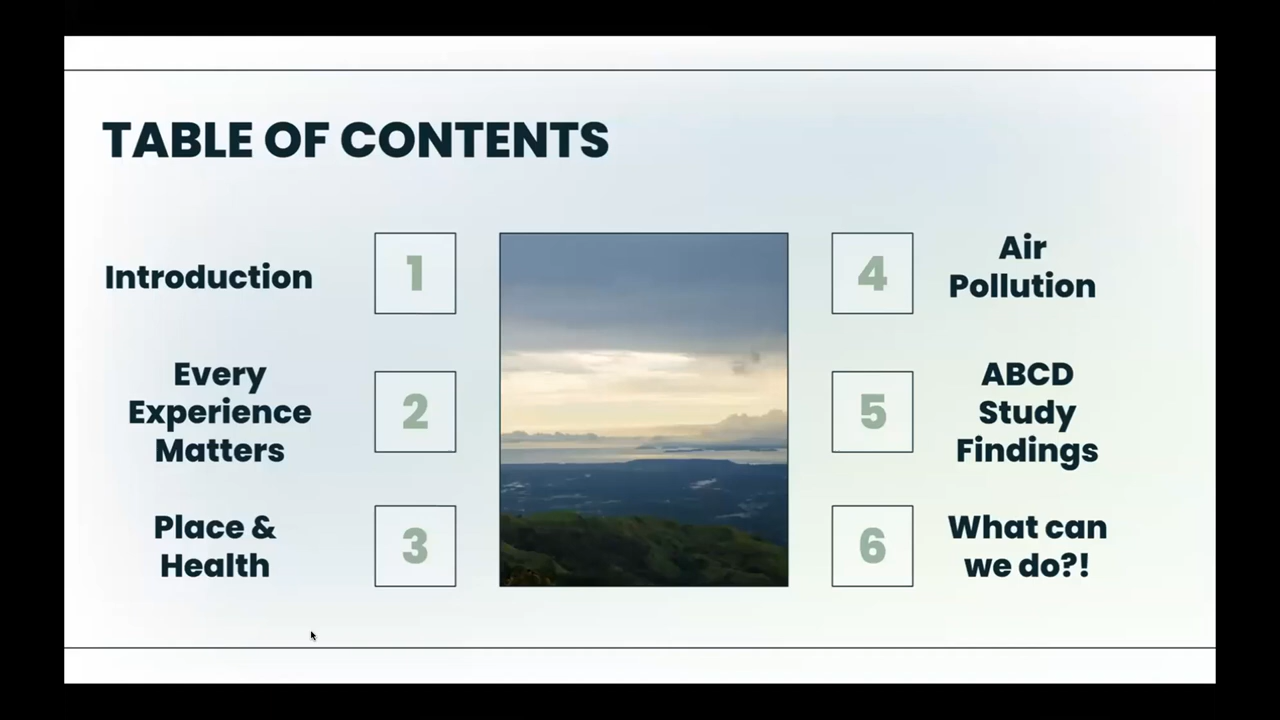 TABLE OF CONTENTS
Introduction
1
Every
Experience
Matters
2
Place &
Health
3
4
Air
Pollution
5
ABCD
Study
Findings
6
What can
we do?!